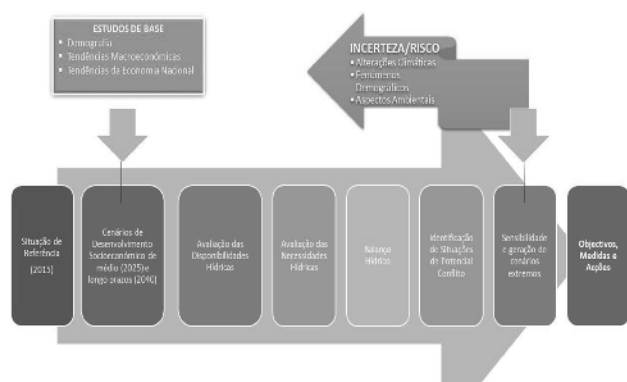 ESTUDOS DE BASE
Demografia
Tendências Macroeconómicas
Tendências da Economia Nacional
INCERTEZA/RISCO
Alterações Climáticas
Fenómenos
Demográficos
Aspectos Ambientais
Situação de
Referência
(2015)
Cenários de
Desenvolvimento
Socioeconómico de
médio (2025) e
longo prazos (2040)
Avaliação das
Disponibilidades
Hídricas
Avaliação das
Necessidades
Hídricas
Balanço
Hídrico
Identificação
de Situações
de Potencial
Conflito
Sensibilidade
e geração de
cenários
extremos
Objectivos,
Medidas e
Acções